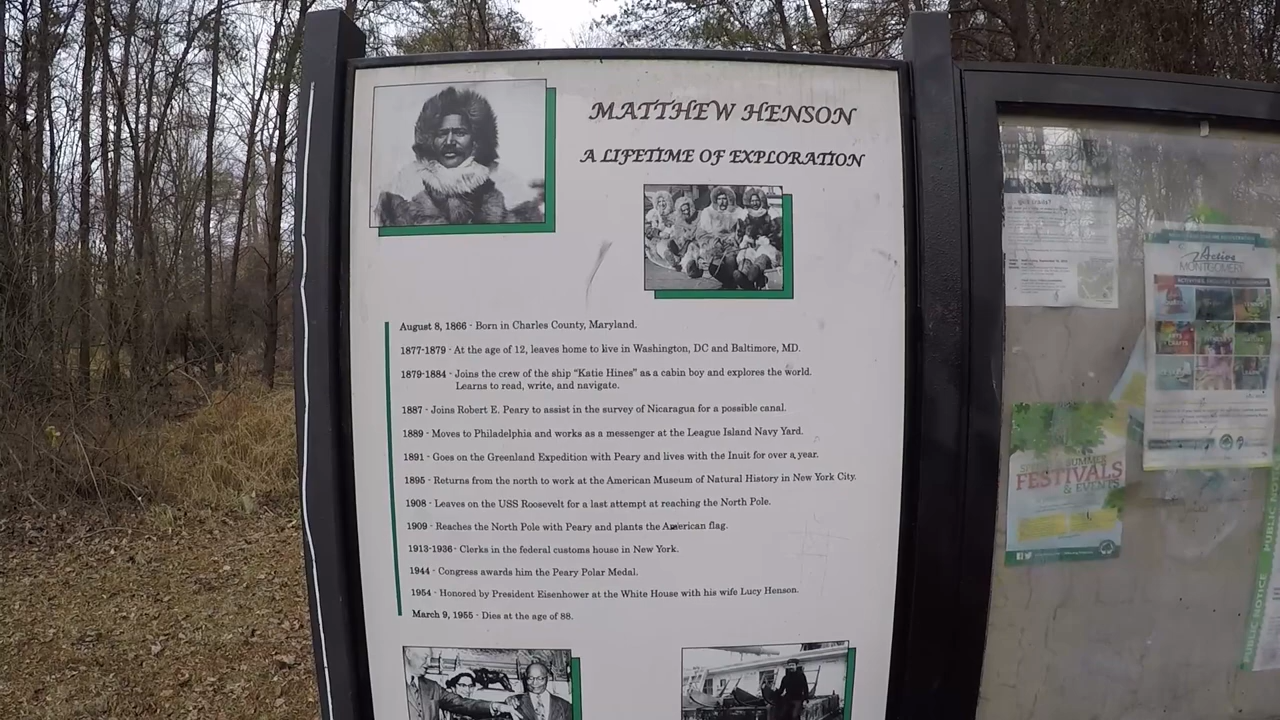 MATTHEW HENSON
A LIFETIME OF EXPLORATION
August 8, 1866 - Born in Charles County, Maryland.
1877-1879 - At the age of 12, leaves home to live in Washington, DC and Baltimore, MD.
1879-1884 - Joins the crew of the ship "Katie Hines" as a cabin boy and explores the world.
Learns to read, write, and navigate.
1887 - Joins Robert E. Peary to assist in the survey of Nicaragua for a possible canal.
1889 - Moves to Philadelphia and works as a messenger at the League Island Navy Yard.
1891 - Goes on the Greenland Expedition with Peary and lives with the Inuit for over a year.
1895 - Returns from the north to work at the American Museum of Natural History in New York City.
1908 - Leaves on the USS Roosevelt for a last attempt at reaching the North Pole.
1909 - Reaches the North Pole with Peary and plants the American flag.
1913-1936 - Clerks in the federal customs house in New York.
1944 - Congress awards him the Peary Polar Medal.
1954 - Honored by President Eisenhower at the White House with his wife Lucy Henson.
March 9, 1955 - Dies at the age of 88.
Active
MONTGOMERY
ARTS
CRAFTS
SUMMER
FESTIVALS
& EVENTS
PUBLIC NOTICE